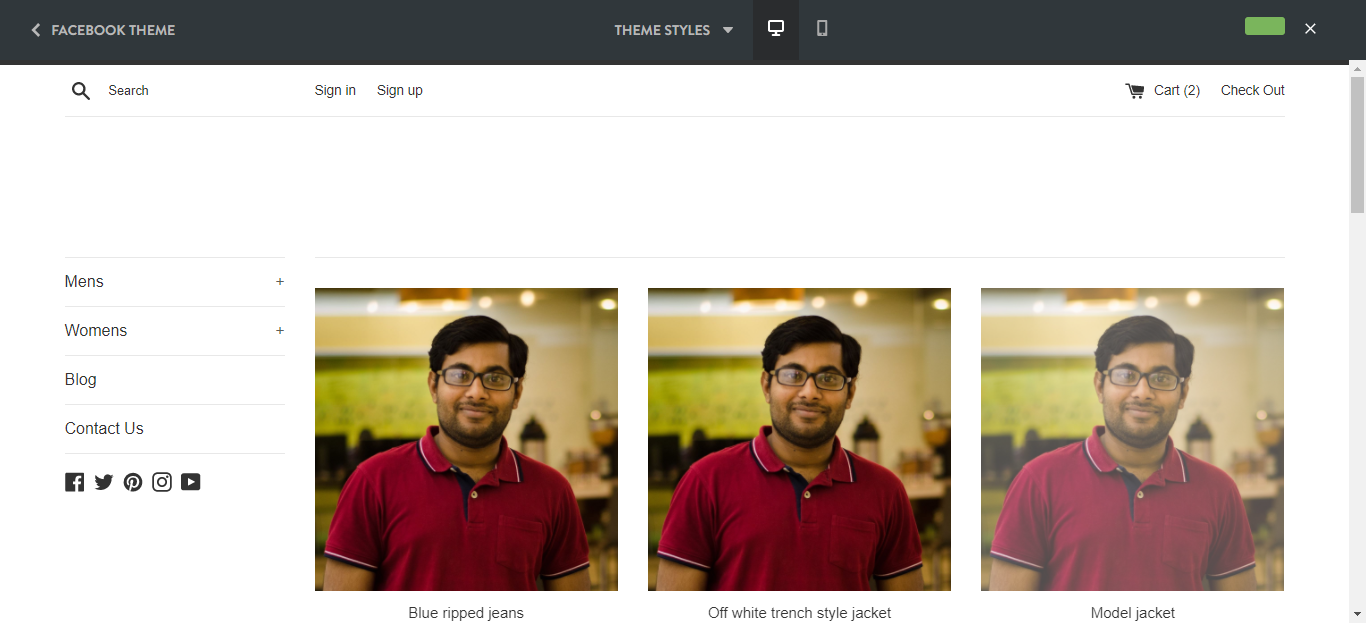 FACEBOOK THEME
THEME STYLES
Search
Sign in
Sign up
Cart (2)
Check Out
Mens +
Womens +
Blog
Contact Us
Blue ripped jeans
Off white trench style jacket
Model jacket